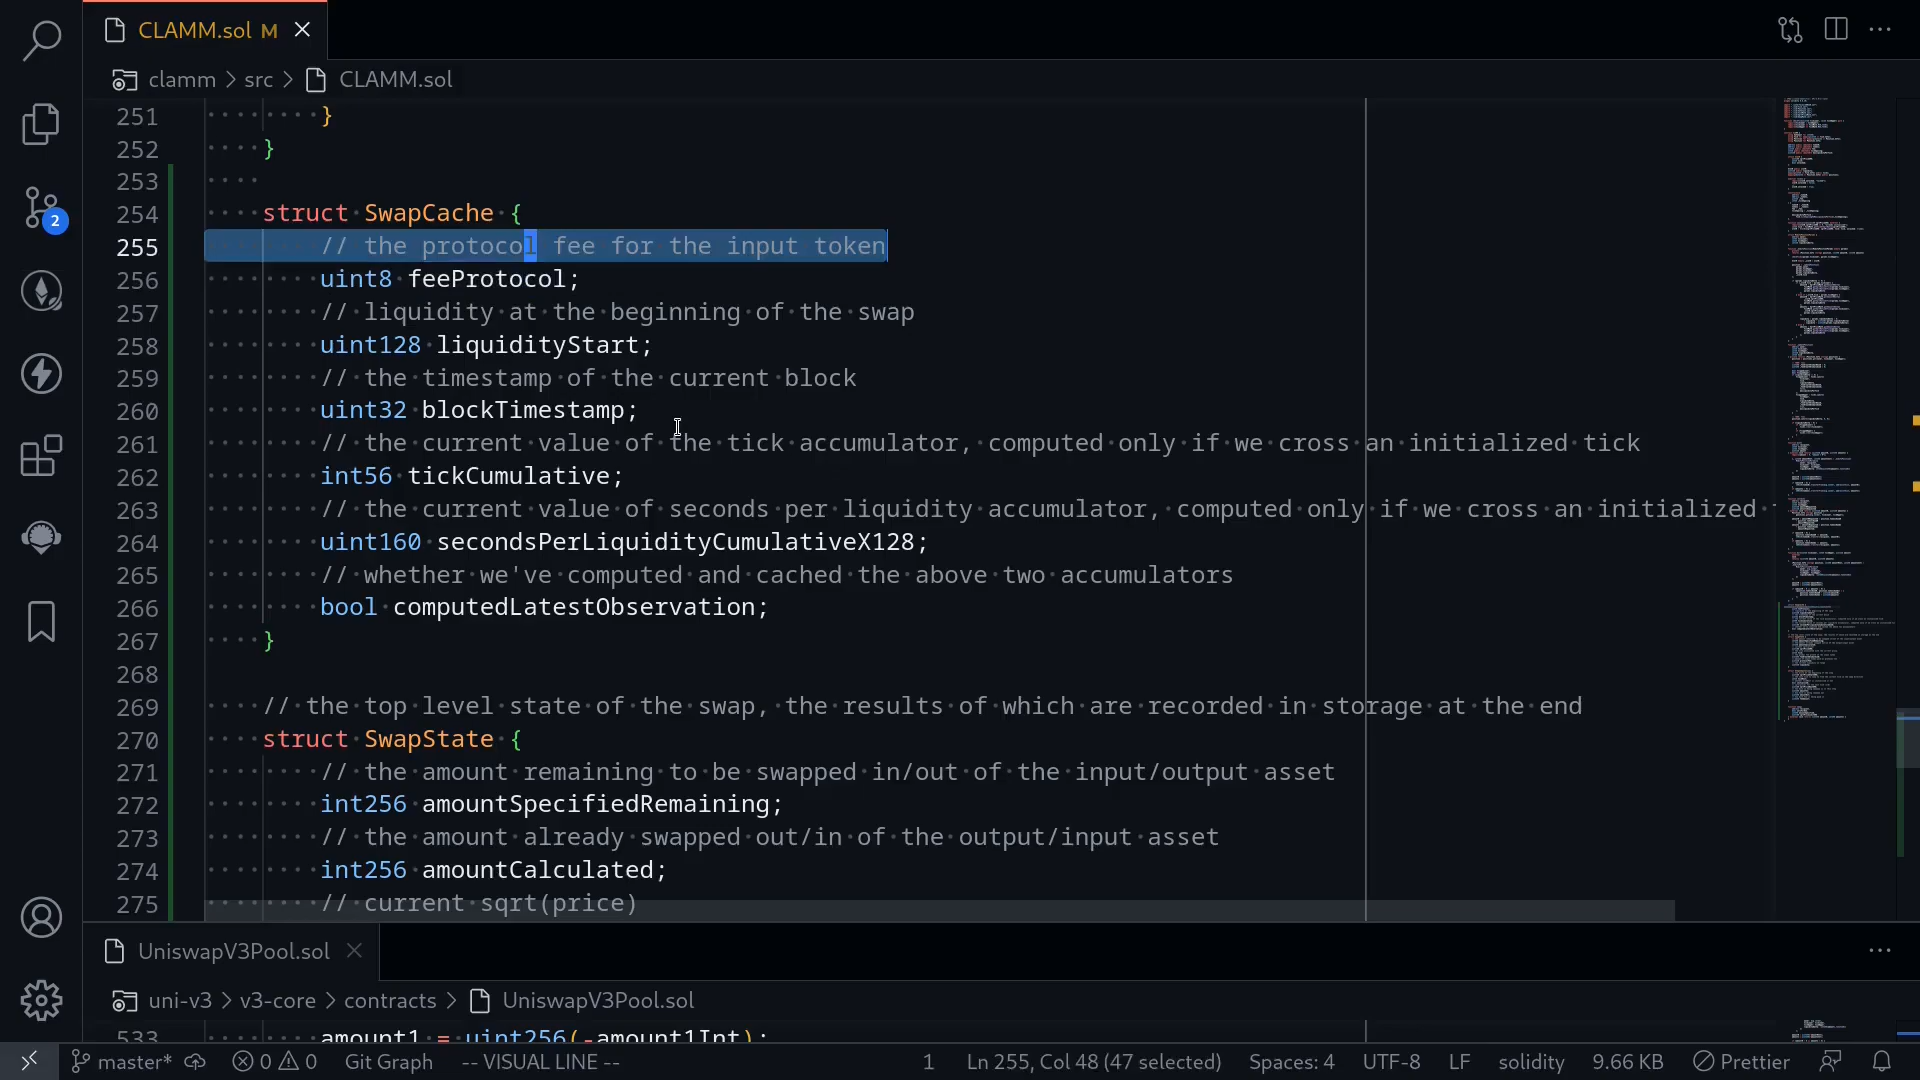 CLAMM.sol M
clamm > src > CLAMM.sol
251 }
252 }
253
254 struct SwapCache {
255 // the protocol fee for the input token
256 uint8 feeProtocol;
257 // liquidity at the beginning of the swap
258 uint128 liquidityStart;
259 // the timestamp of the current block
260 uint32 blockTimestamp;
261 // the current value of the tick accumulator, computed only if we cross an initialized tick
262 int56 tickCumulative;
263 // the current value of seconds per liquidity accumulator, computed only if we cross an initialized
264 uint160 secondsPerLiquidityCumulativeX128;
265 // whether we've computed and cached the above two accumulators
266 bool computedLatestObservation;
267 }
268
269 // the top level state of the swap, the results of which are recorded in storage at the end
270 struct SwapState {
271 // the amount remaining to be swapped in/out of the input/output asset
272 int256 amountSpecifiedRemaining;
273 // the amount already swapped out/in of the output/input asset
274 int256 amountCalculated;
275 // current sqrt(price)
2
UniswapV3Pool.sol
uni-v3 > v3-core > contracts > UniswapV3Pool.sol
533 amount1 = uint256(-amount1Int);
master* 0 0 Git Graph -- VISUAL LINE -- 1 Ln 255, Col 48 (47 selected) Spaces: 4 UTF-8 LF solidity 9.66 KB Prettier